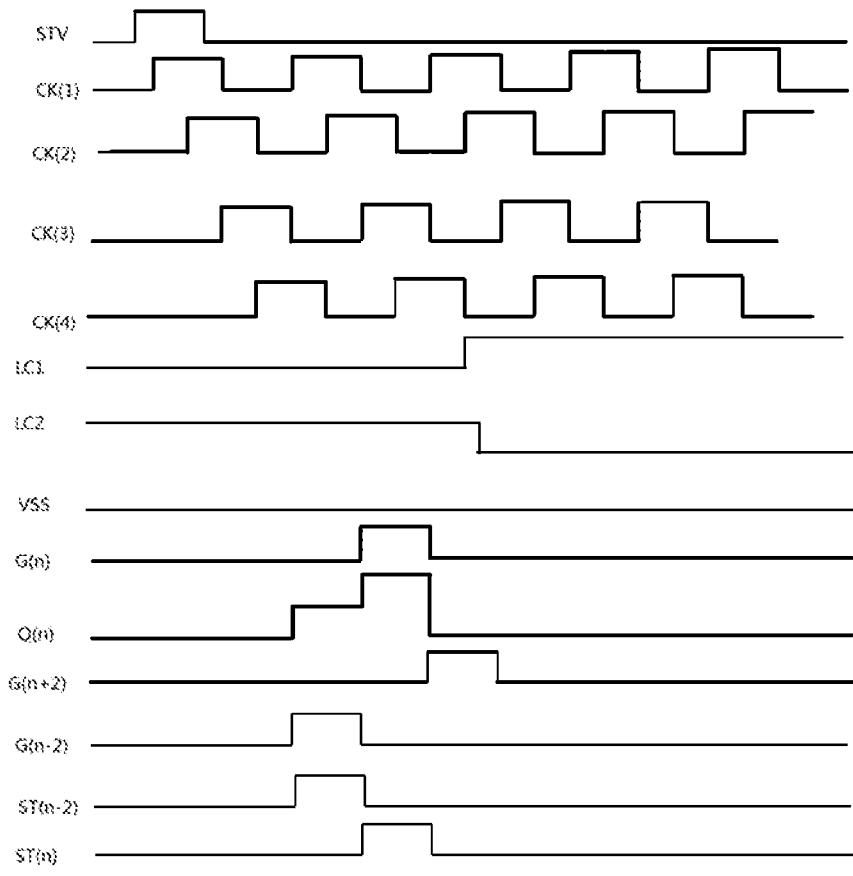 STV
CK(1)
CK(2)
CK(3)
CK(4)
LC1
LC2
VSS
G(n)
Q(n)
G(n+2)
G(n-2)
ST(n-2)
ST(n)